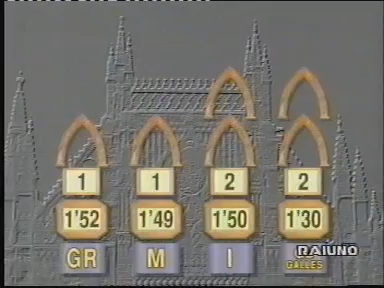 1 1 2 2
1'52 1'49 1'50 1'30
GR M I
RAIUNO
GALLES